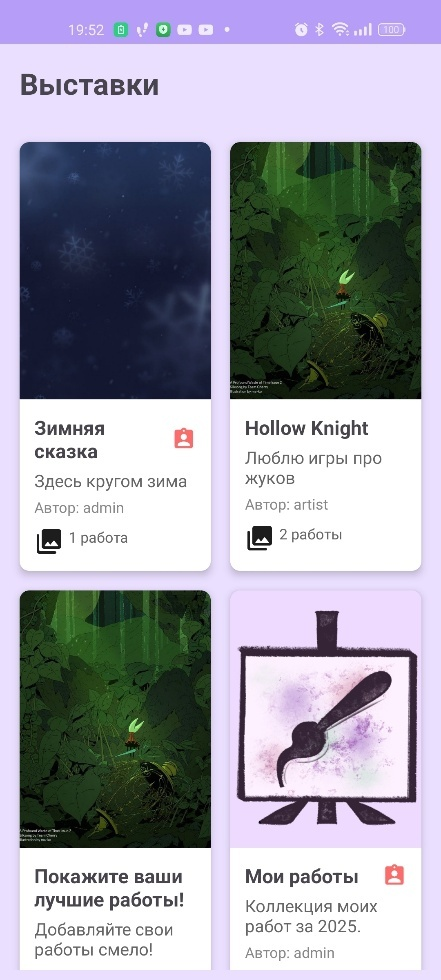 19:52
100
Выставки
Зимняя
сказка
Здесь кругом зима
Автор: admin
1 работа
Hollow Knight
Люблю игры про
жуков
Автор: artist
2 работы
Покажите ваши
лучшие работы!
Добавляйте свои
работы смело!
Мои работы
Коллекция моих
работ за 2025.
Автор: admin